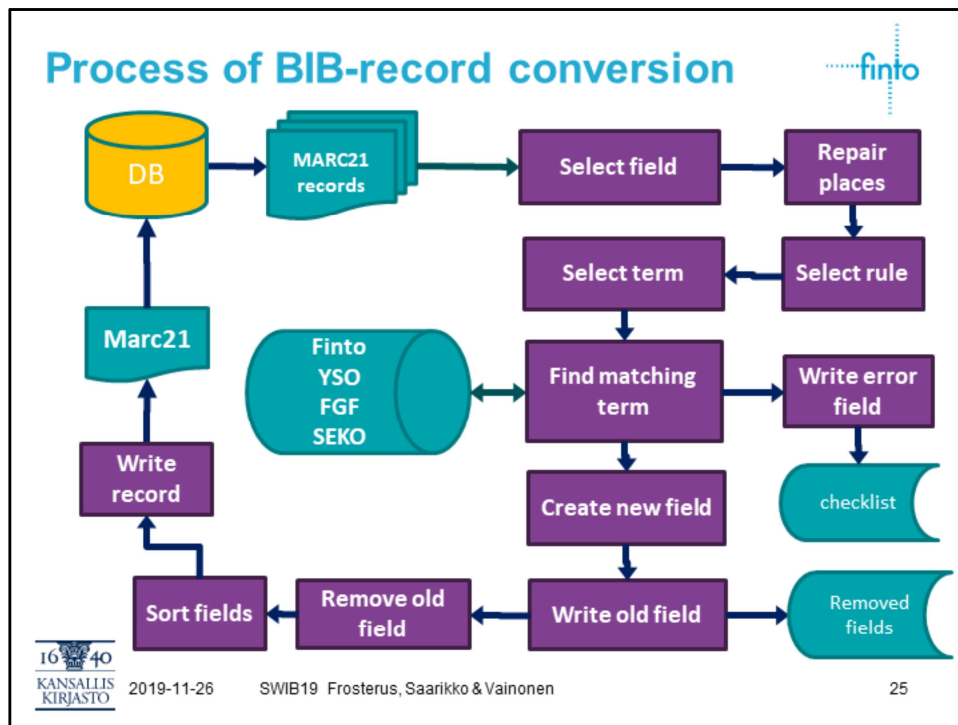 Process of BIB-record conversion
finto
DB
MARC21
records
Select field
Repair
places
Select term
Select rule
Marc21
Finto
YSO
FGF
SEKO
Find matching
term
Write error
field
Write
record
Create new field
checklist
Sort fields
Remove old
field
Write old field
Removed
fields
16 40
KANSALLIS
KIRJASTO
2019-11-26
SWIB19 Frosterus, Saarikko & Vainonen
25